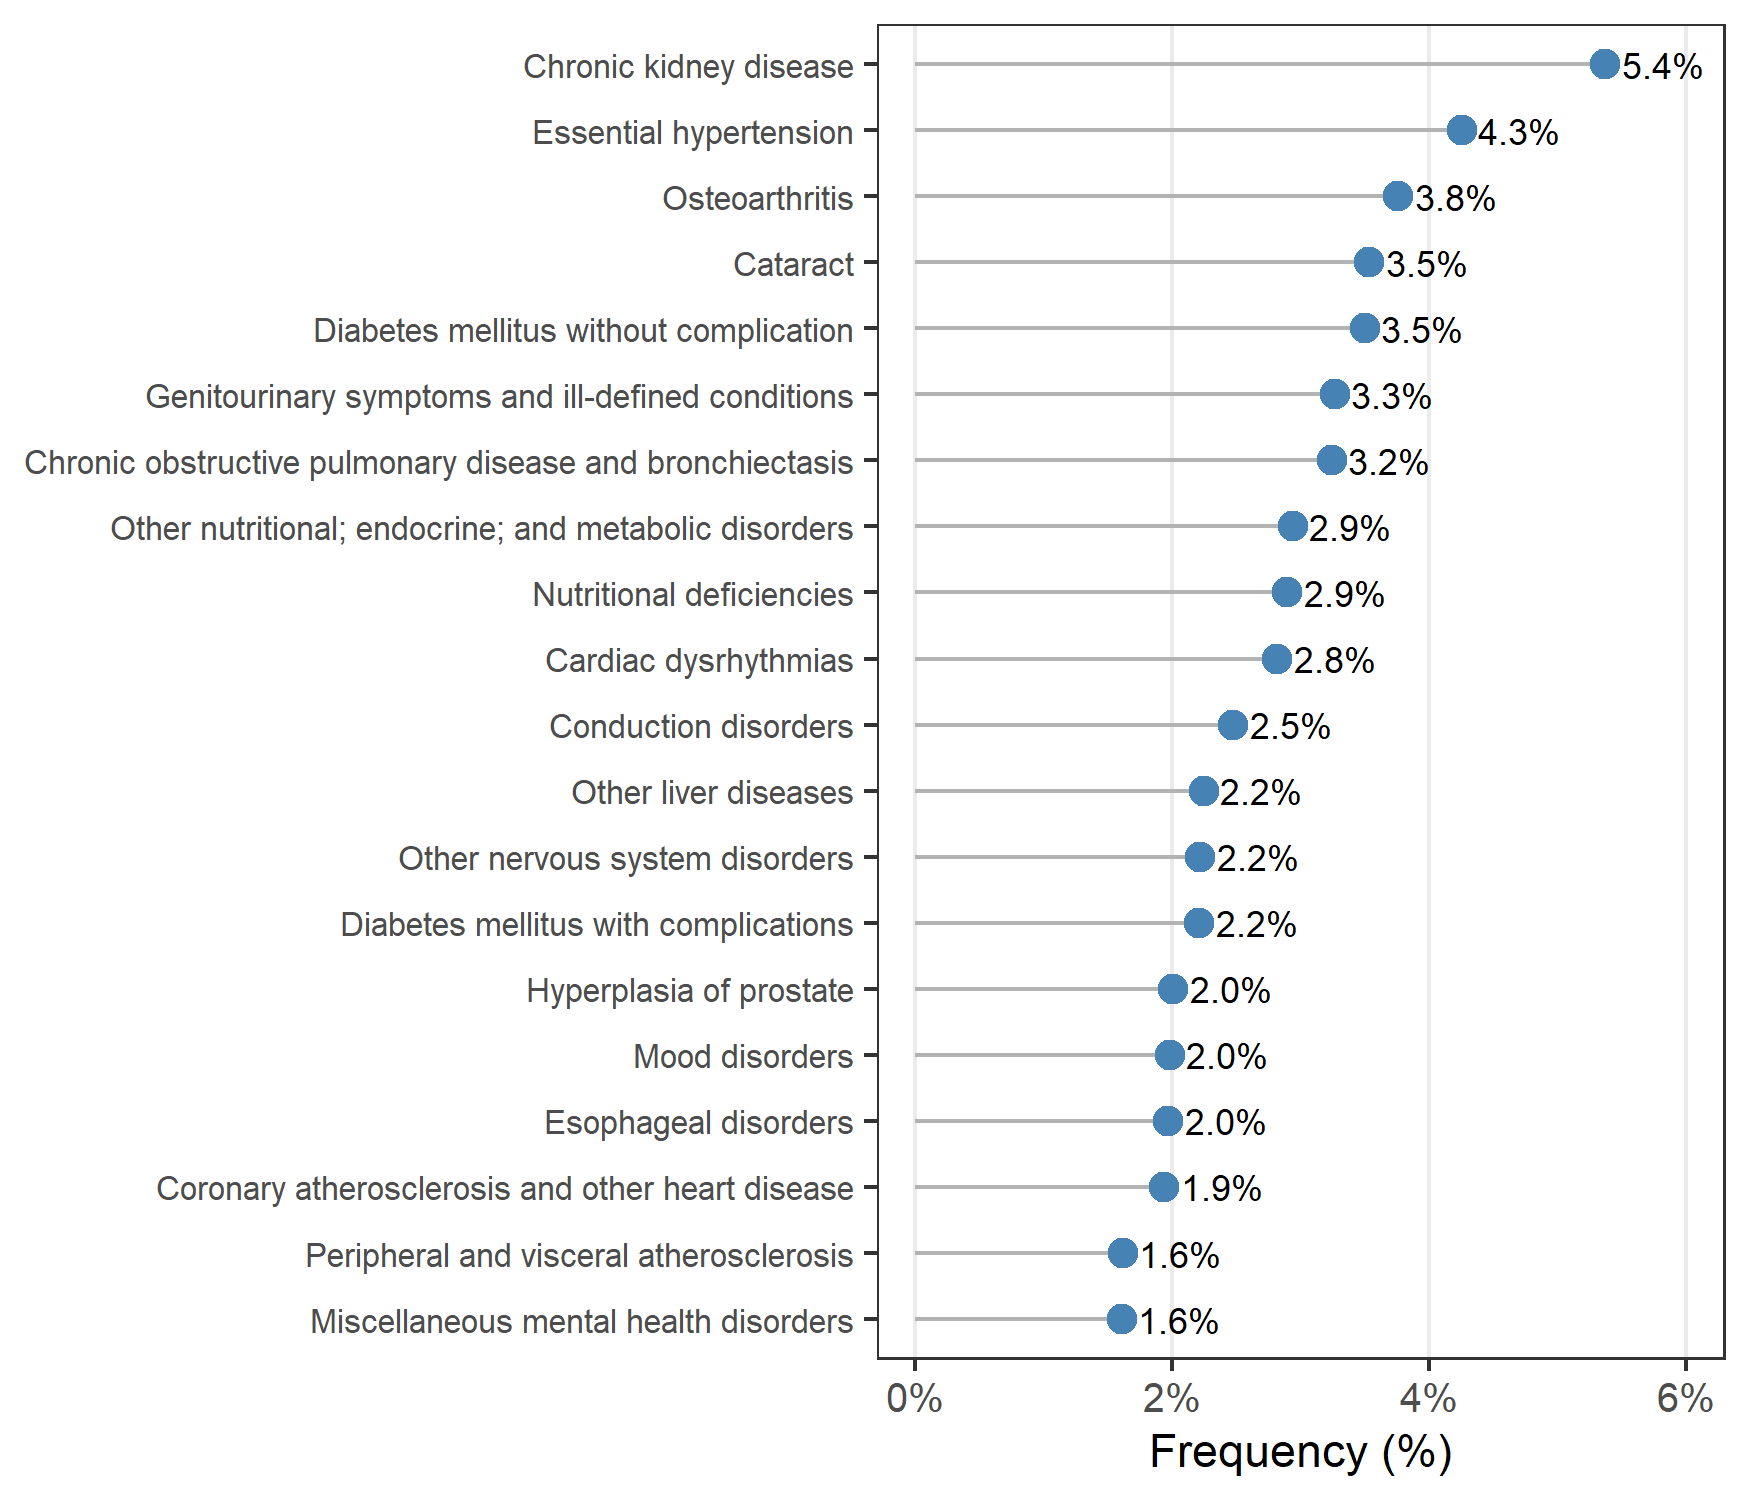 Chronic kidney disease 5.4%
Essential hypertension 4.3%
Osteoarthritis 3.8%
Cataract 3.5%
Diabetes mellitus without complication 3.5%
Genitourinary symptoms and ill-defined conditions 3.3%
Chronic obstructive pulmonary disease and bronchiectasis 3.2%
Other nutritional; endocrine; and metabolic disorders 2.9%
Nutritional deficiencies 2.9%
Cardiac dysrhythmias 2.8%
Conduction disorders 2.5%
Other liver diseases 2.2%
Other nervous system disorders 2.2%
Diabetes mellitus with complications 2.2%
Hyperplasia of prostate 2.0%
Mood disorders 2.0%
Esophageal disorders 2.0%
Coronary atherosclerosis and other heart disease 1.9%
Peripheral and visceral atherosclerosis 1.6%
Miscellaneous mental health disorders 1.6%
0% 2% 4% 6%
Frequency (%)